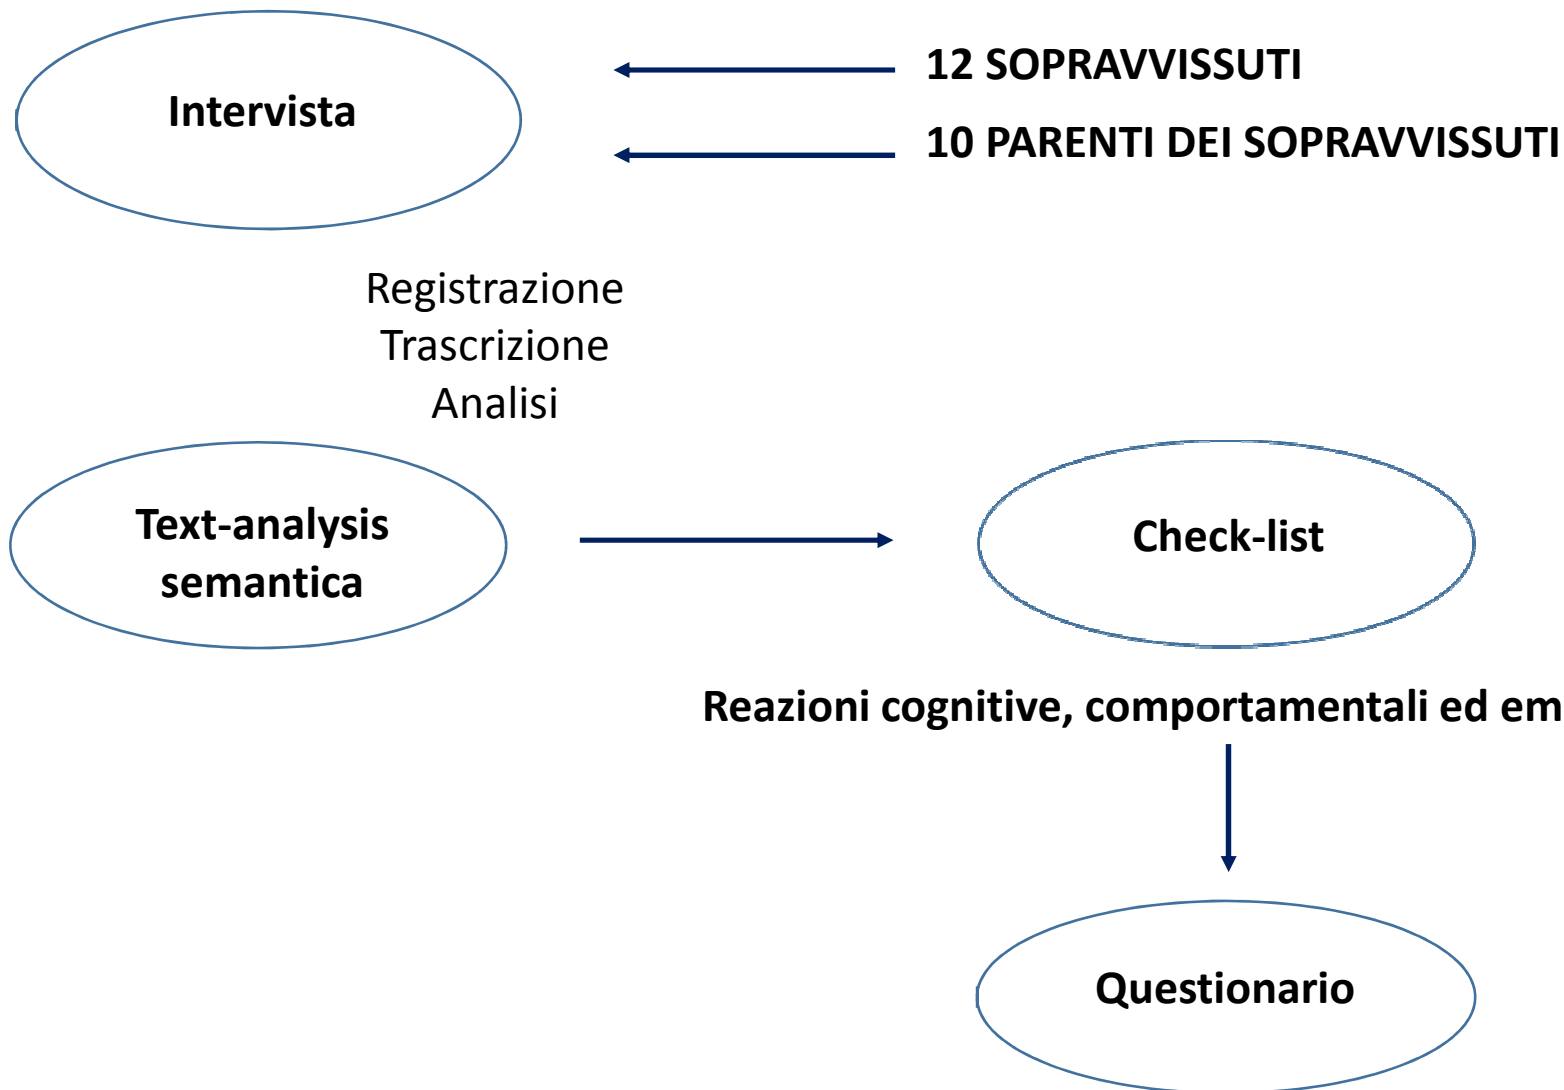 Intervista
12 SOPRAVVISSUTI
10 PARENTI DEI SOPRAVVISSUTI
Registrazione
Trascrizione
Analisi
Text-analysis
semantica
Check-list
Reazioni cognitive, comportamentali ed em
Questionario